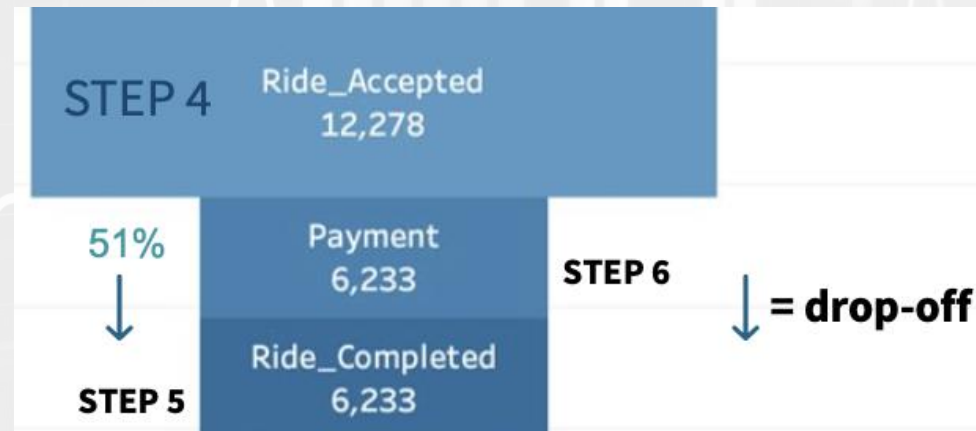 STEP 4
Ride_Accepted
12,278
51%
Payment
6,233
STEP 6
= drop-off
Ride_Completed
6,233
STEP 5